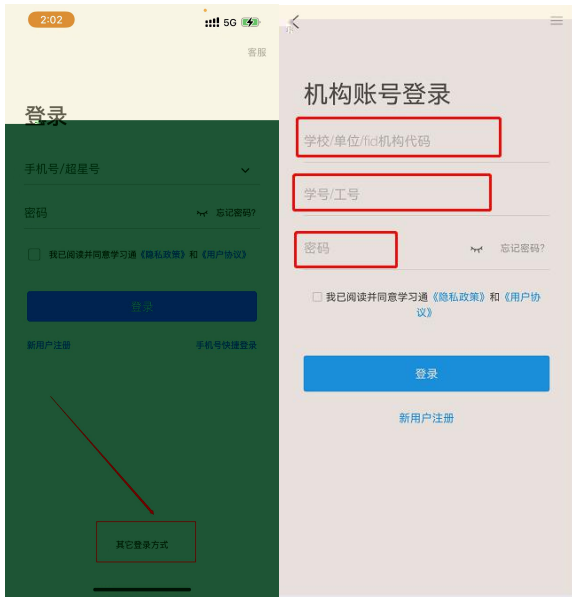 2:02
5G
客服
登录
手机号/超星号
密码
忘记密码?
我已阅读并同意学习通《隐私政策》和《用户协议》
登录
新用户注册
手机号快捷登录
其它登录方式
机构账号登录
学校/单位/fid机构代码
学号/工号
密码
忘记密码?
我已阅读并同意学习通《隐私政策》和《用户协
议》
登录
新用户注册